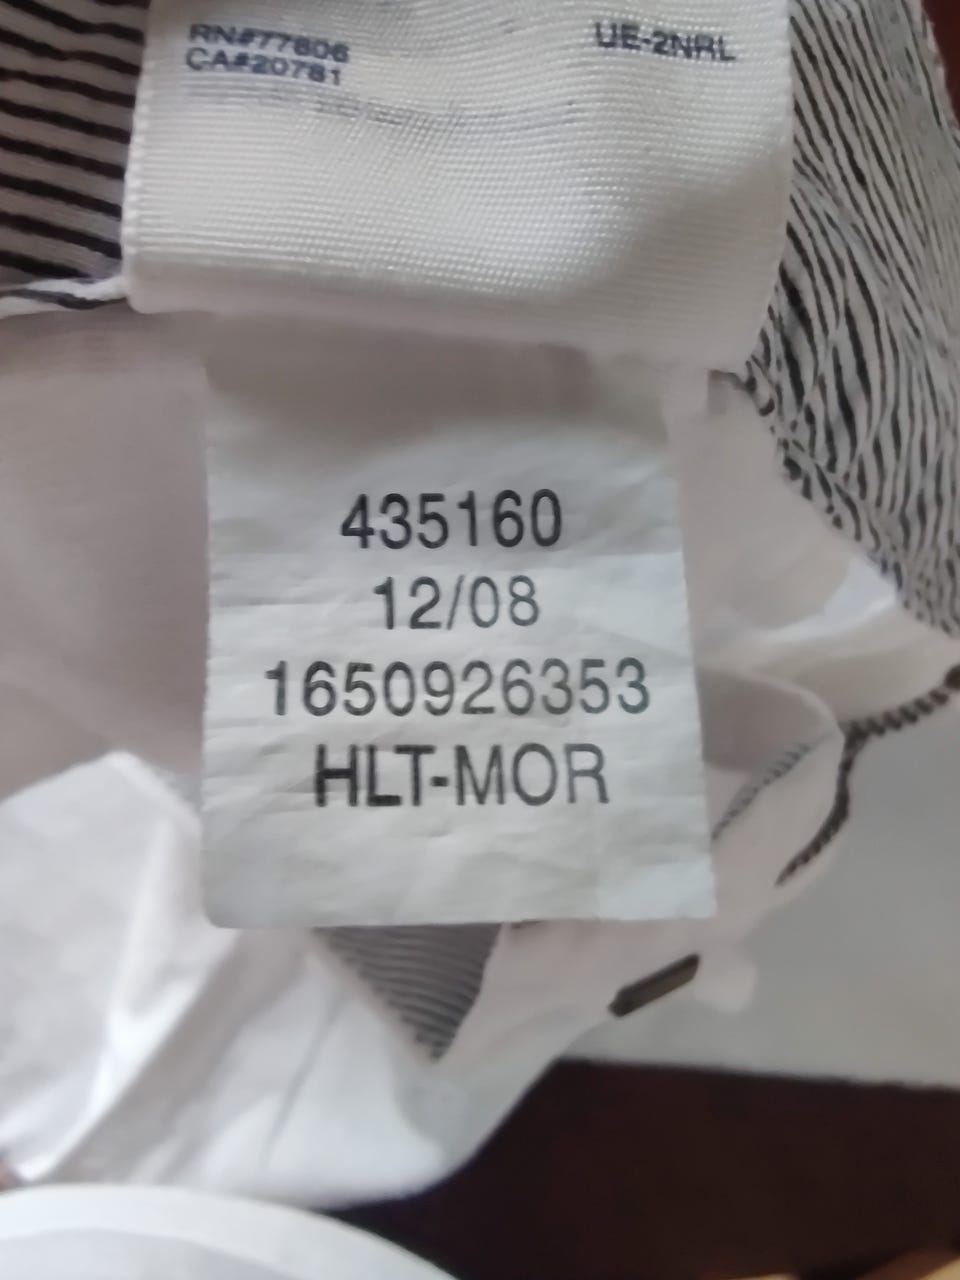 RN#77806
UE-2NRL
CA#20781
435160
12/08
1650926353
HLT-MOR